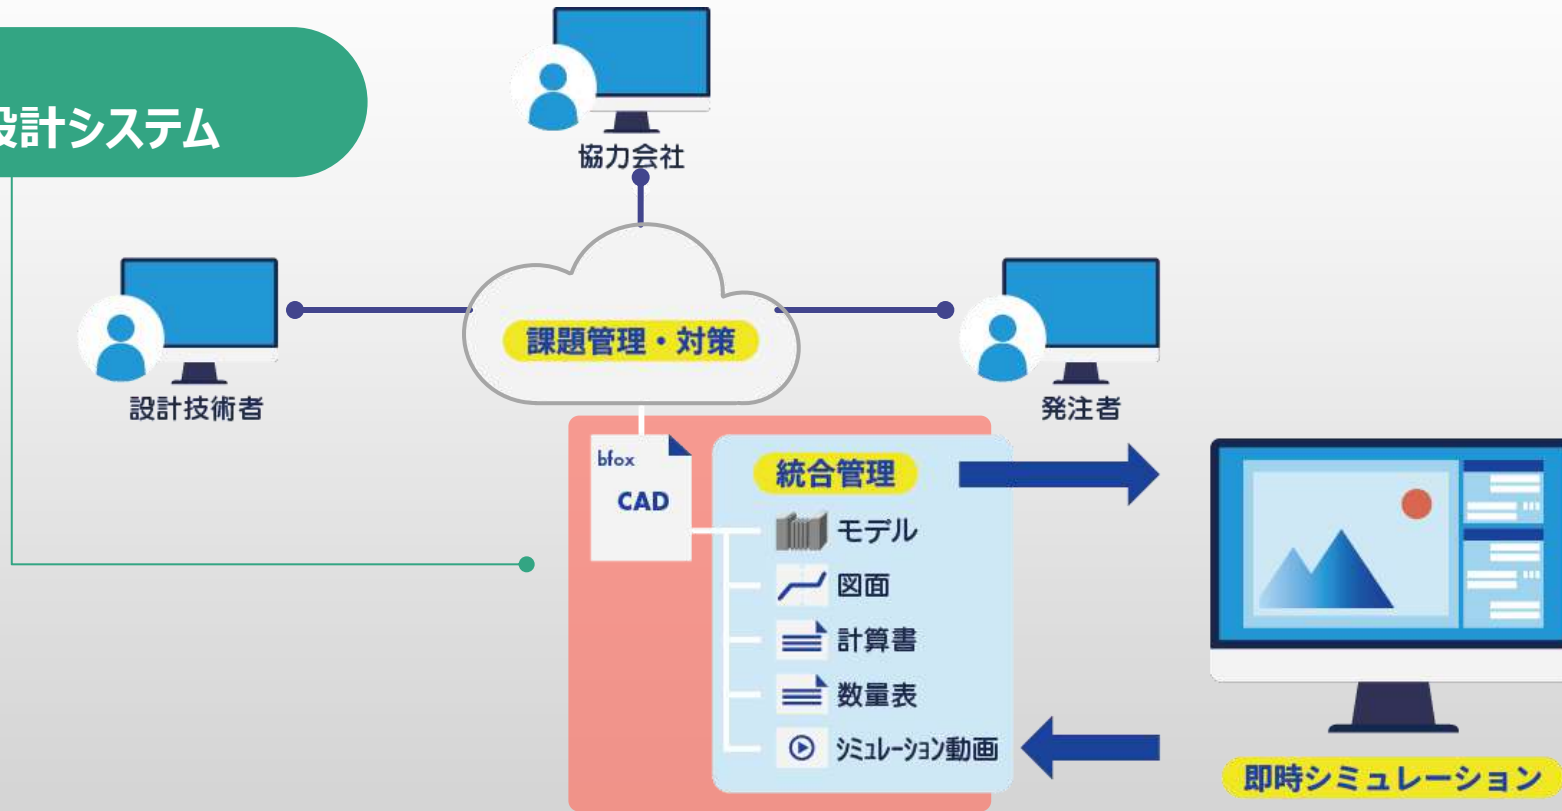 設計システム
協力会社
課題管理・対策
設計技術者
発注者
bfox
CAD
統合管理
モデル
図面
計算書
数量表
シミュレーション動画
即時シミュレーション